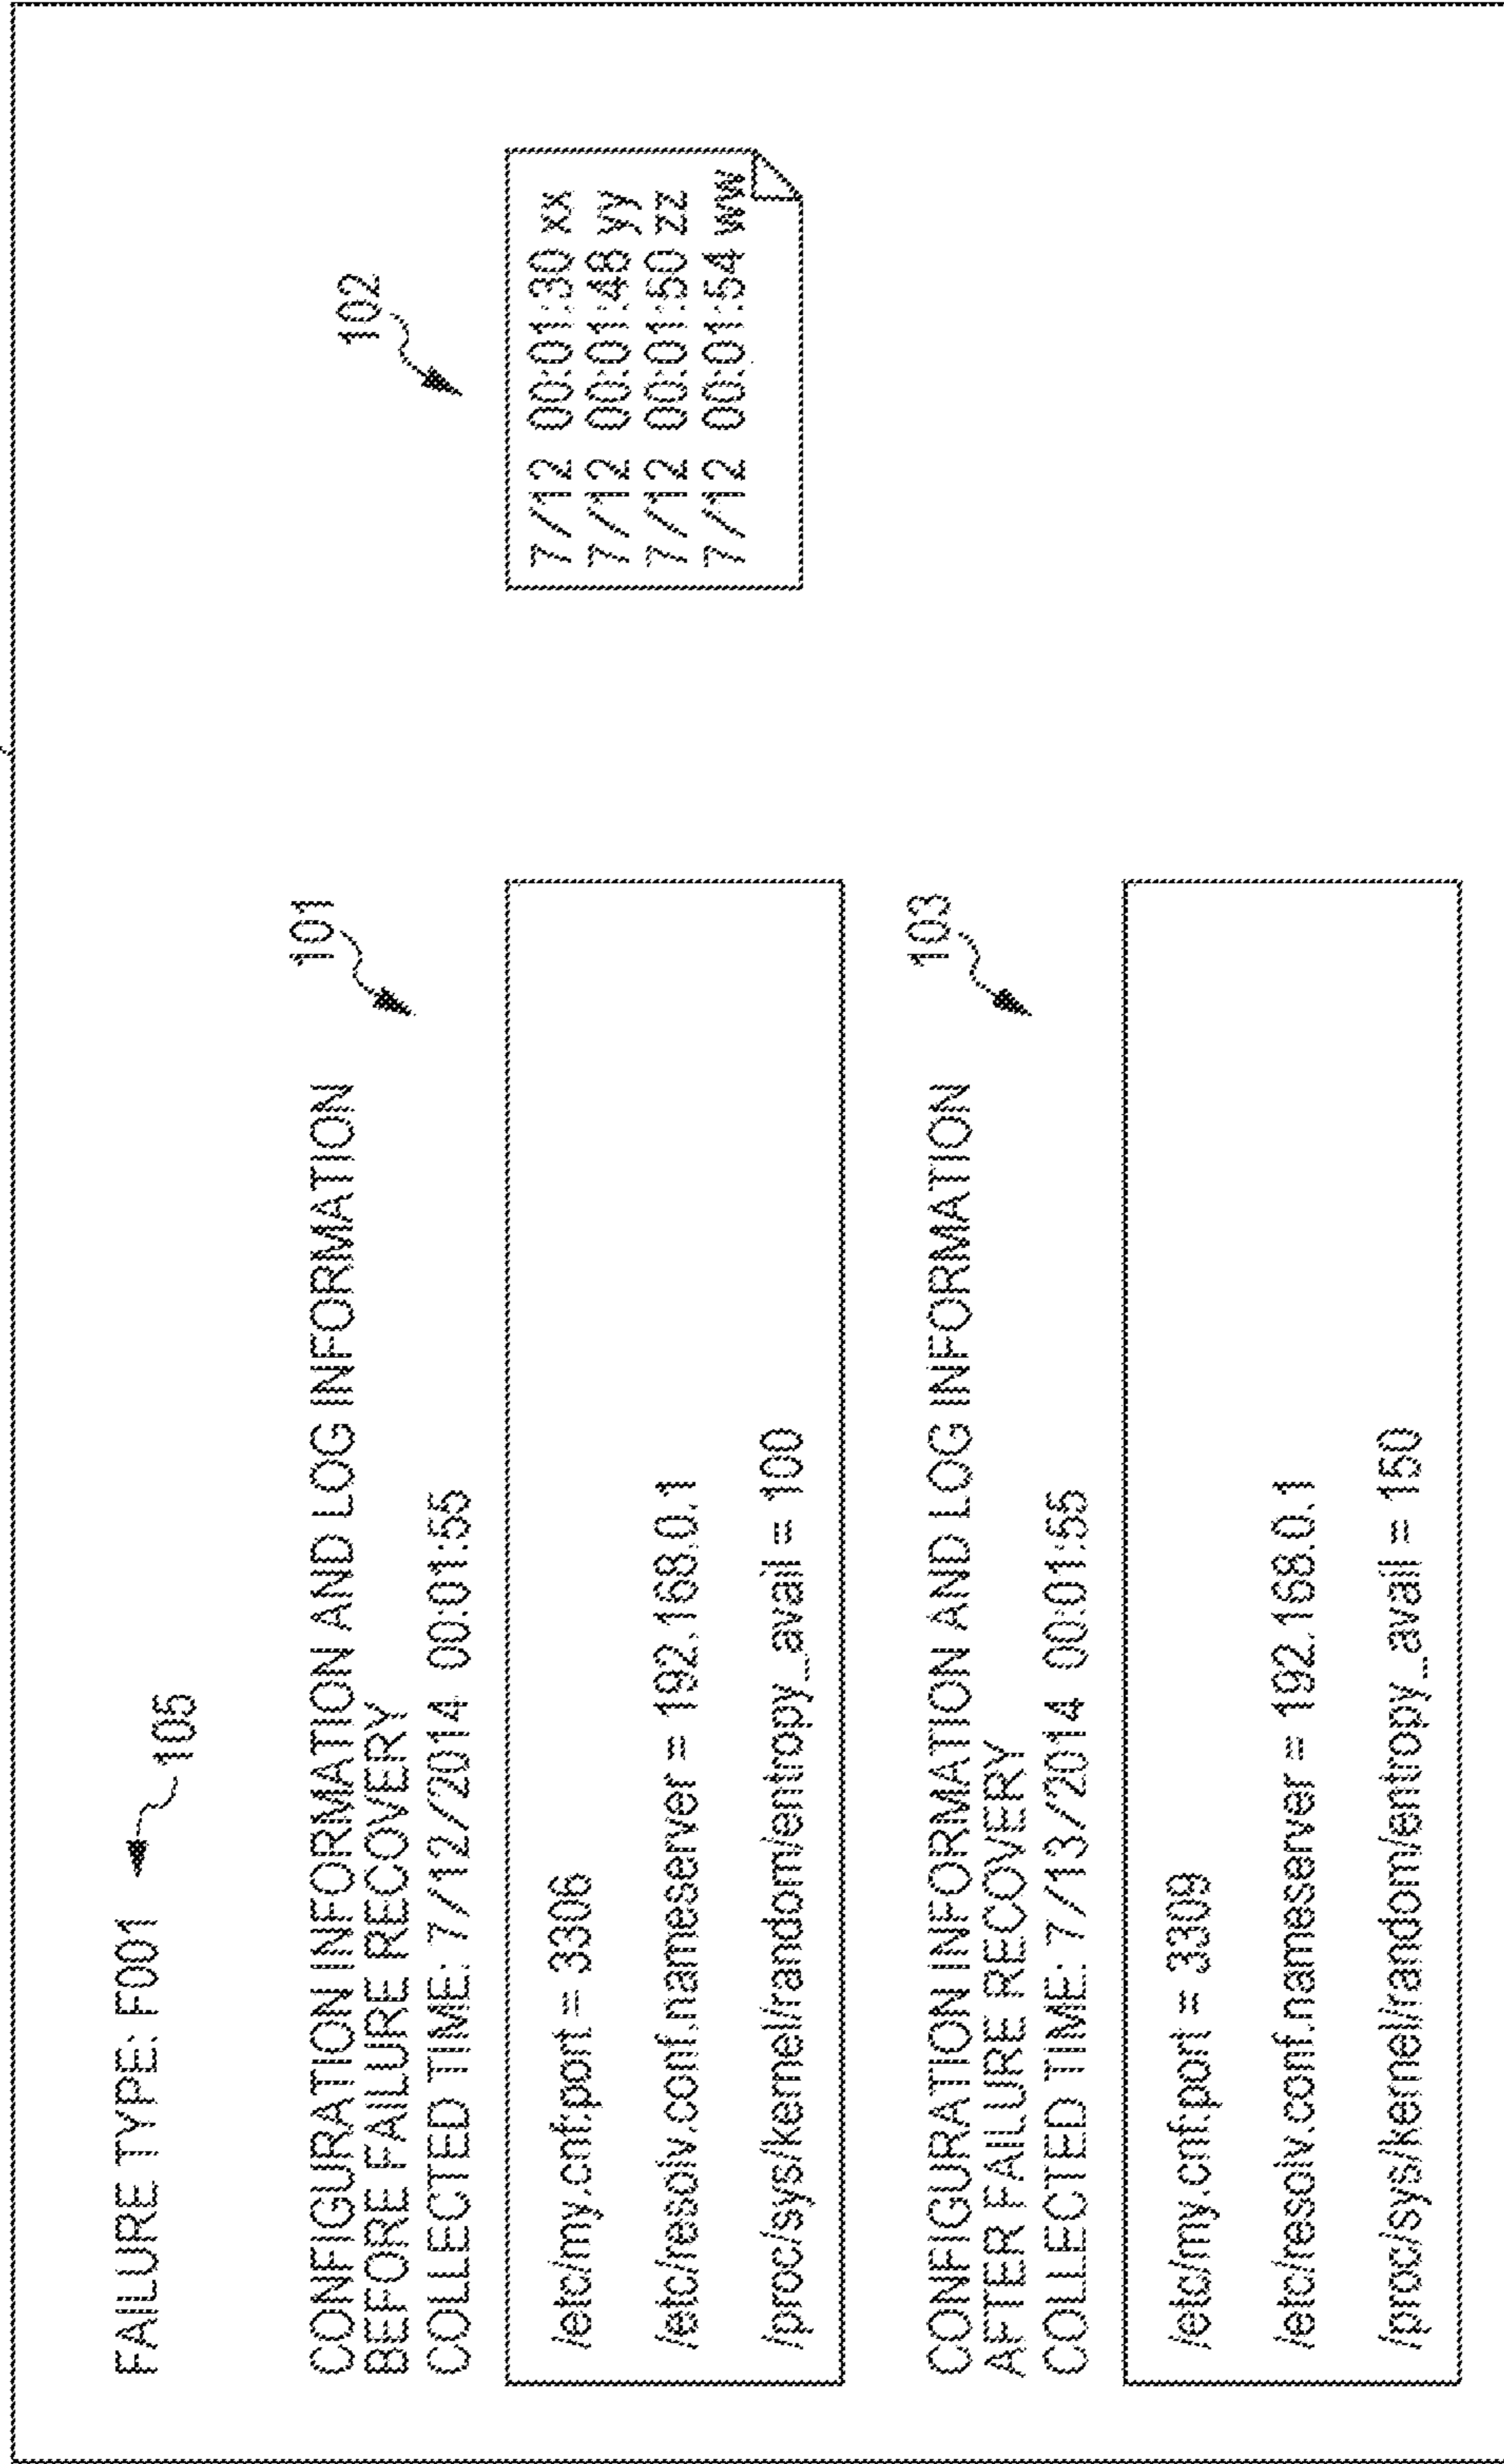 FAILURE TYPE: F001
105
CONFIGURATION INFORMATION AND LOG INFORMATION
BEFORE FAILURE RECOVERY
COLLECTED TIME: 7/12/2014 00:01:55
101
/etc/my.cnf:port = 3306
/etc/resolv.conf.nameserver = 192.168.0.1
/proc/sys/kernel/random/entropy_avail = 100
102
7/12 00:01:30 xx
7/12 00:01:48 yy
7/12 00:01:50 zz
7/12 00:01:54 ww
CONFIGURATION INFORMATION AND LOG INFORMATION
AFTER FAILURE RECOVERY
COLLECTED TIME: 7/13/2014 00:01:55
103
/etc/my.cnf:port = 3309
/etc/resolv.conf.nameserver = 192.168.0.1
/proc/sys/kernel/random/entropy_avail = 150